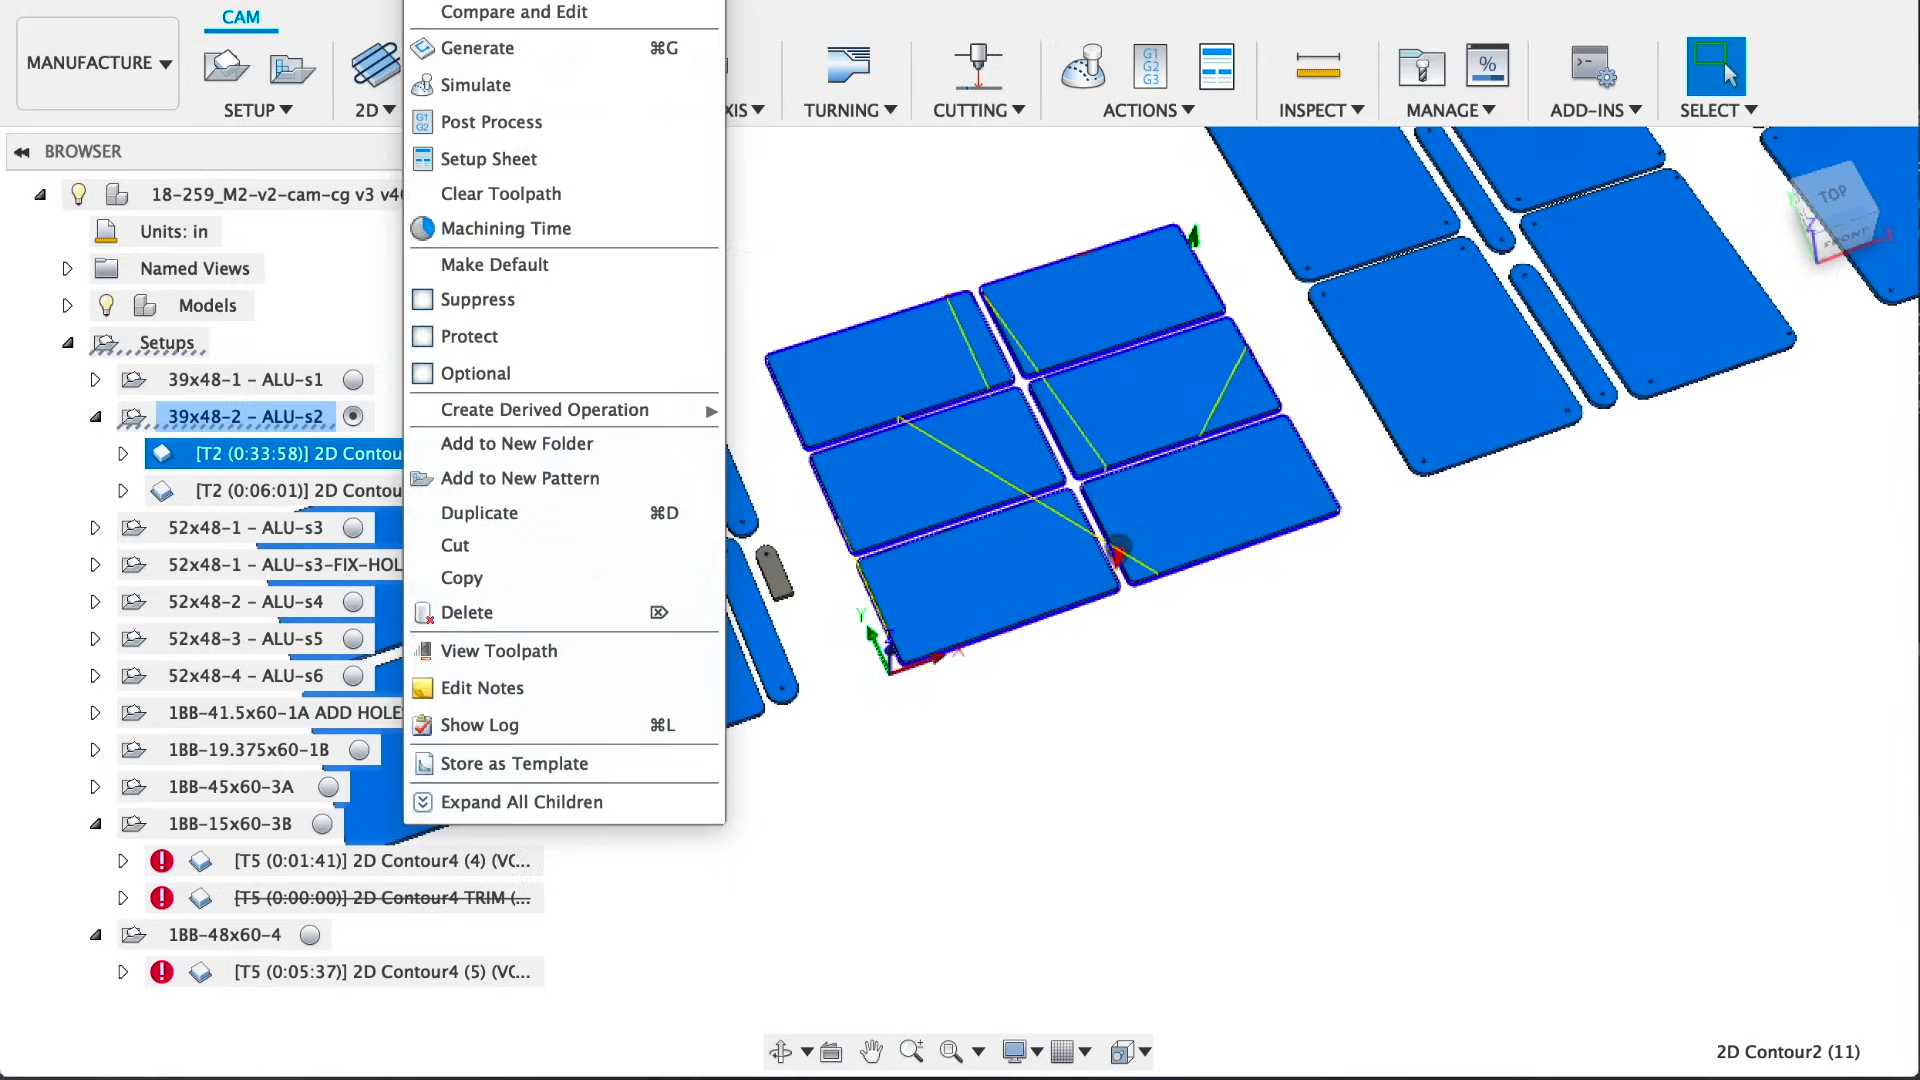 CAM
MANUFACTURE
SETUP
2D
XIS
TURNING
CUTTING
G1
G2
G3
ACTIONS
INSPECT
%
MANAGE
ADD-INS
SELECT
BROWSER
18-259_M2-v2-cam-cg v3 v4
Units: in
Named Views
Models
Setups
39x48-1 - ALU-s1
39x48-2 - ALU-s2
[T2 (0:33:58)] 2D Contou
[T2 (0:06:01)] 2D Contou
52x48-1 - ALU-s3
52x48-1 - ALU-s3-FIX-HOL
52x48-2 - ALU-s4
52x48-3 - ALU-s5
52x48-4 - ALU-s6
1BB-41.5x60-1A ADD HOLE
1BB-19.375x60-1B
1BB-45x60-3A
1BB-15x60-3B
[T5 (0:01:41)] 2D Contour4 (4) (VC...
[T5 (0:00:00)] 2D Contour4 TRIM (...
1BB-48x60-4
[T5 (0:05:37)] 2D Contour4 (5) (VC...
Compare and Edit
Generate ⌘G
Simulate
G1
G2
Post Process
Setup Sheet
Clear Toolpath
Machining Time
Make Default
Suppress
Protect
Optional
Create Derived Operation
Add to New Folder
Add to New Pattern
Duplicate ⌘D
Cut
Copy
Delete ⌦
View Toolpath
Edit Notes
Show Log ⌘L
Store as Template
Expand All Children
TOP
FRONT
Z
X
Y
Z
X
2D Contour2 (11)